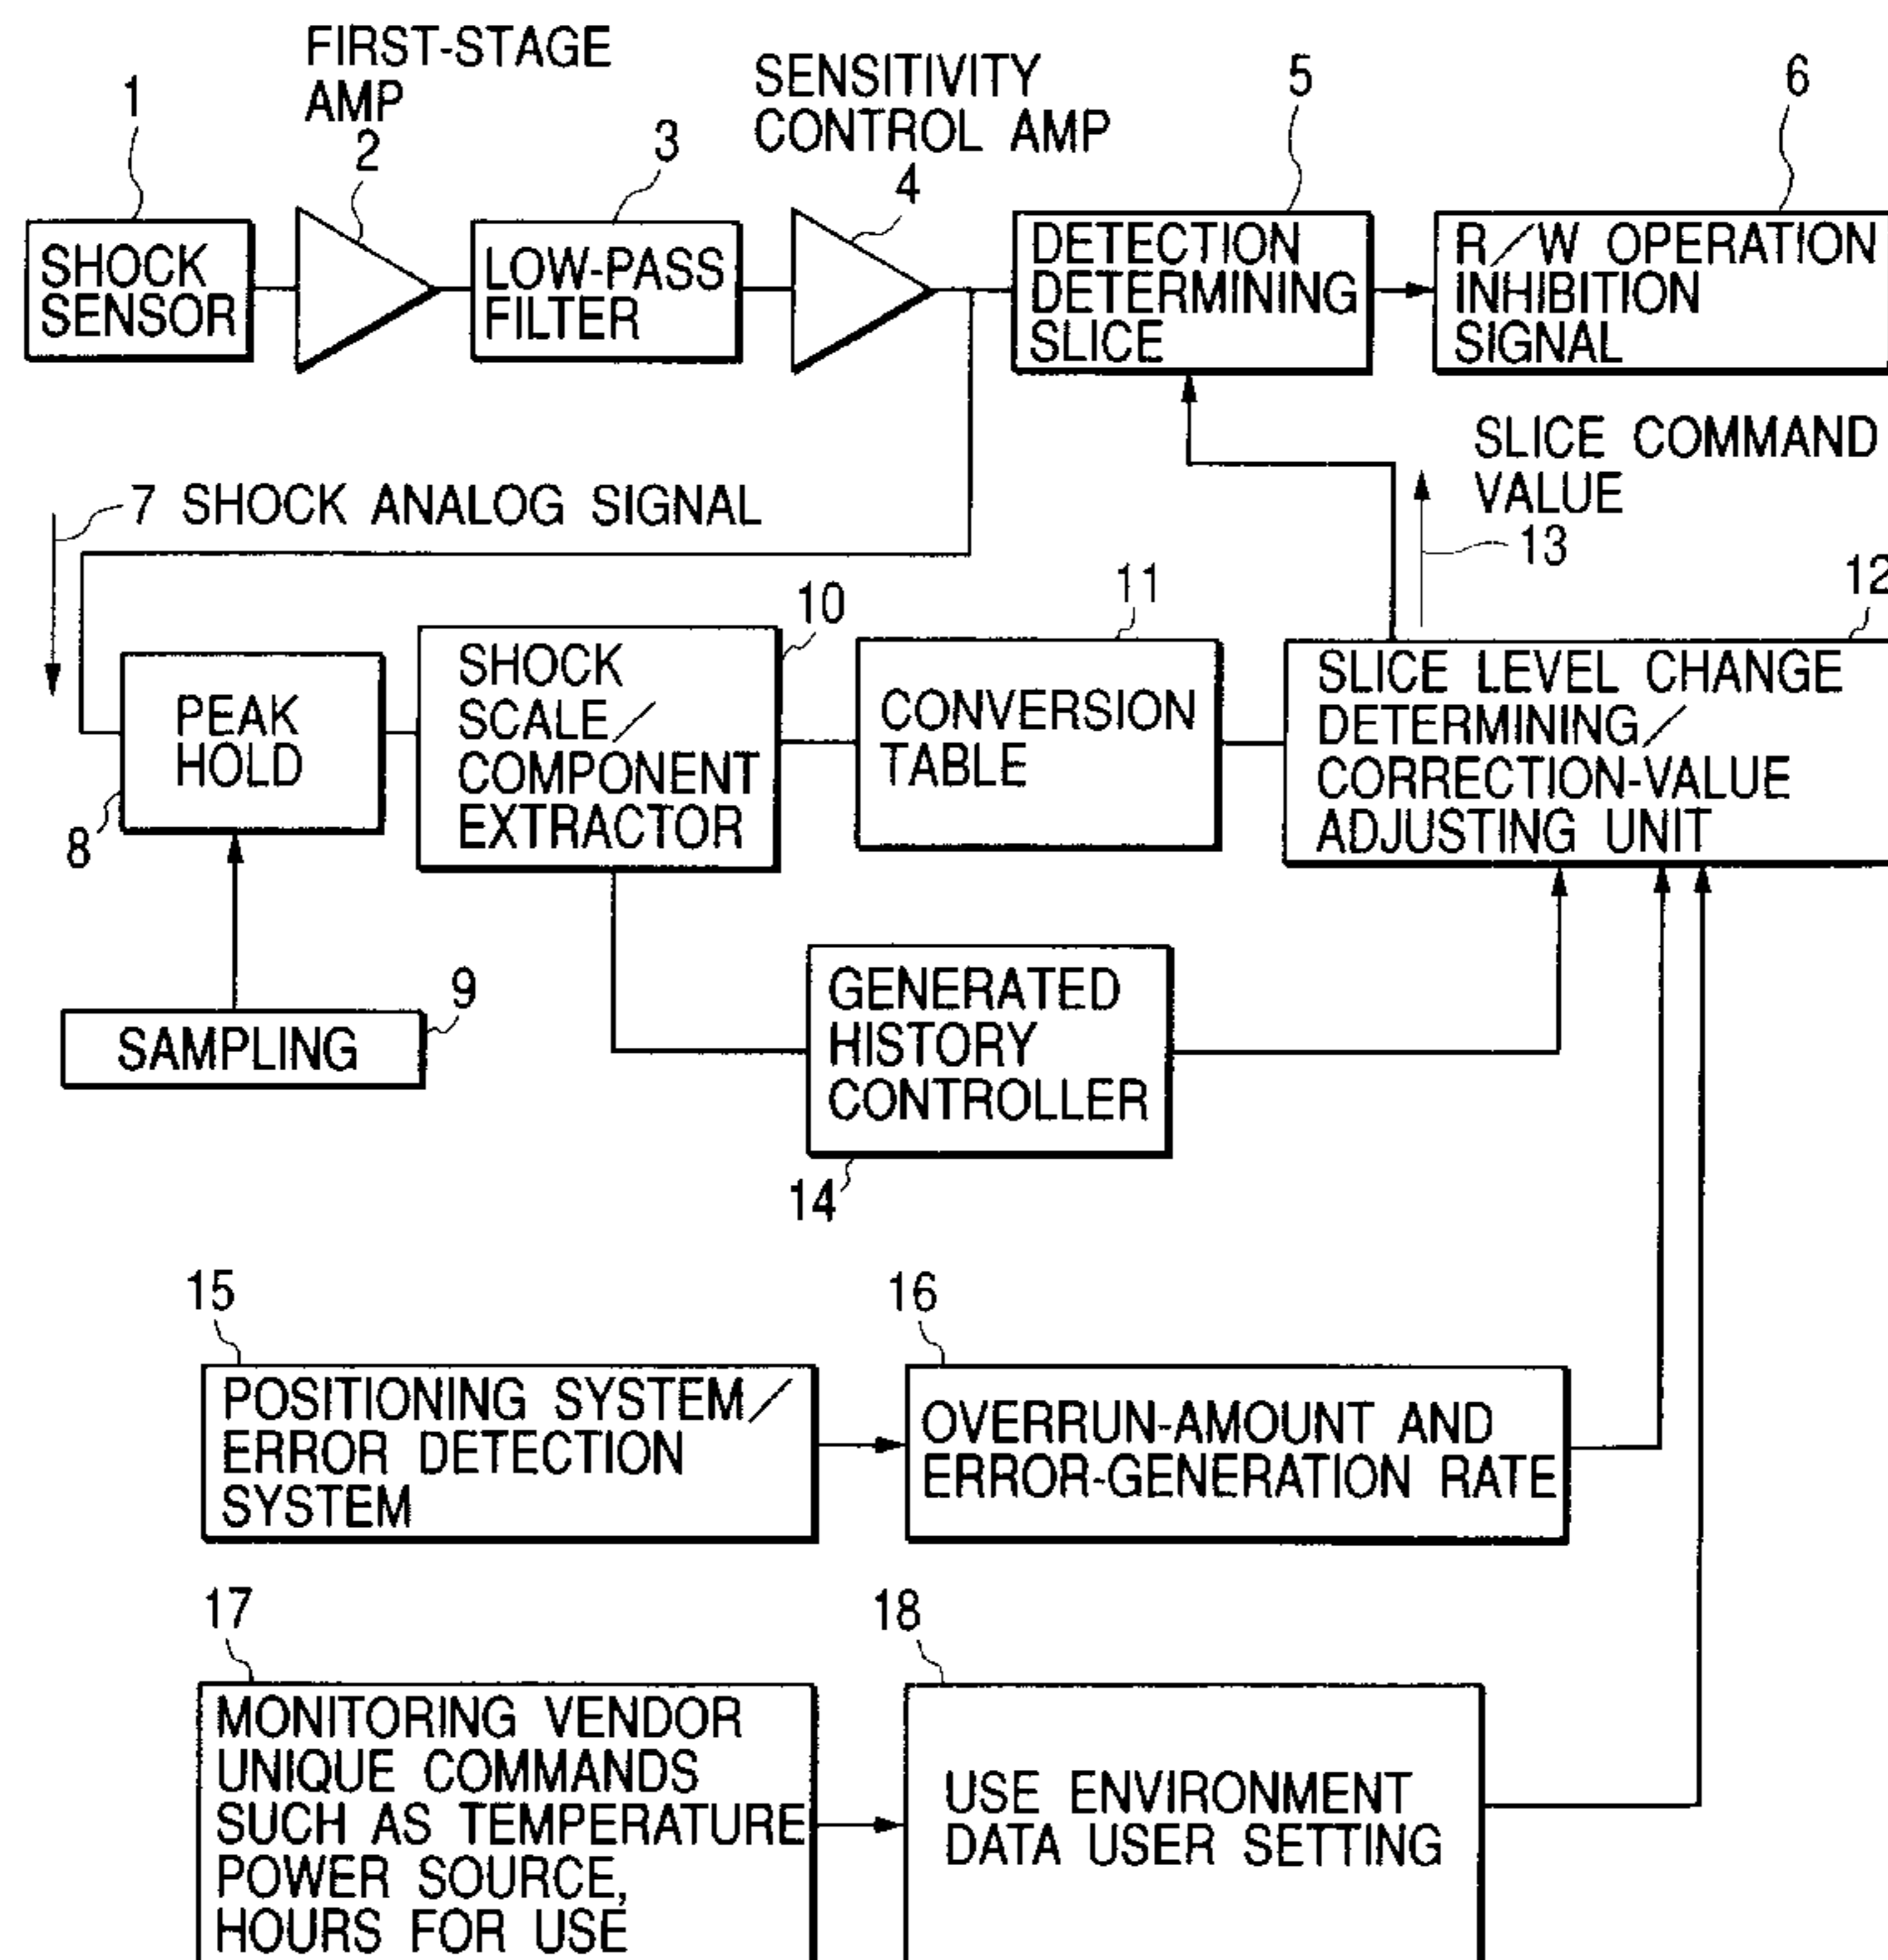 FIRST-STAGE
AMP
2
SENSITIVITY
CONTROL AMP
4
1
3
5
6
SHOCK
SENSOR
LOW-PASS
FILTER
DETECTION
DETERMINING
SLICE
R/W OPERATION
INHIBITION
SIGNAL
SLICE COMMAND
VALUE
13
7 SHOCK ANALOG SIGNAL
10
11
12
PEAK
HOLD
8
SHOCK
SCALE/
COMPONENT
EXTRACTOR
CONVERSION
TABLE
SLICE LEVEL CHANGE
DETERMINING/
CORRECTION-VALUE
ADJUSTING UNIT
SAMPLING
9
GENERATED
HISTORY
CONTROLLER
14
15
POSITIONING SYSTEM/
ERROR DETECTION
SYSTEM
16
OVERRUN-AMOUNT AND
ERROR-GENERATION RATE
17
MONITORING VENDOR
UNIQUE COMMANDS
SUCH AS TEMPERATURE
POWER SOURCE,
HOURS FOR USE
18
USE ENVIRONMENT
DATA USER SETTING